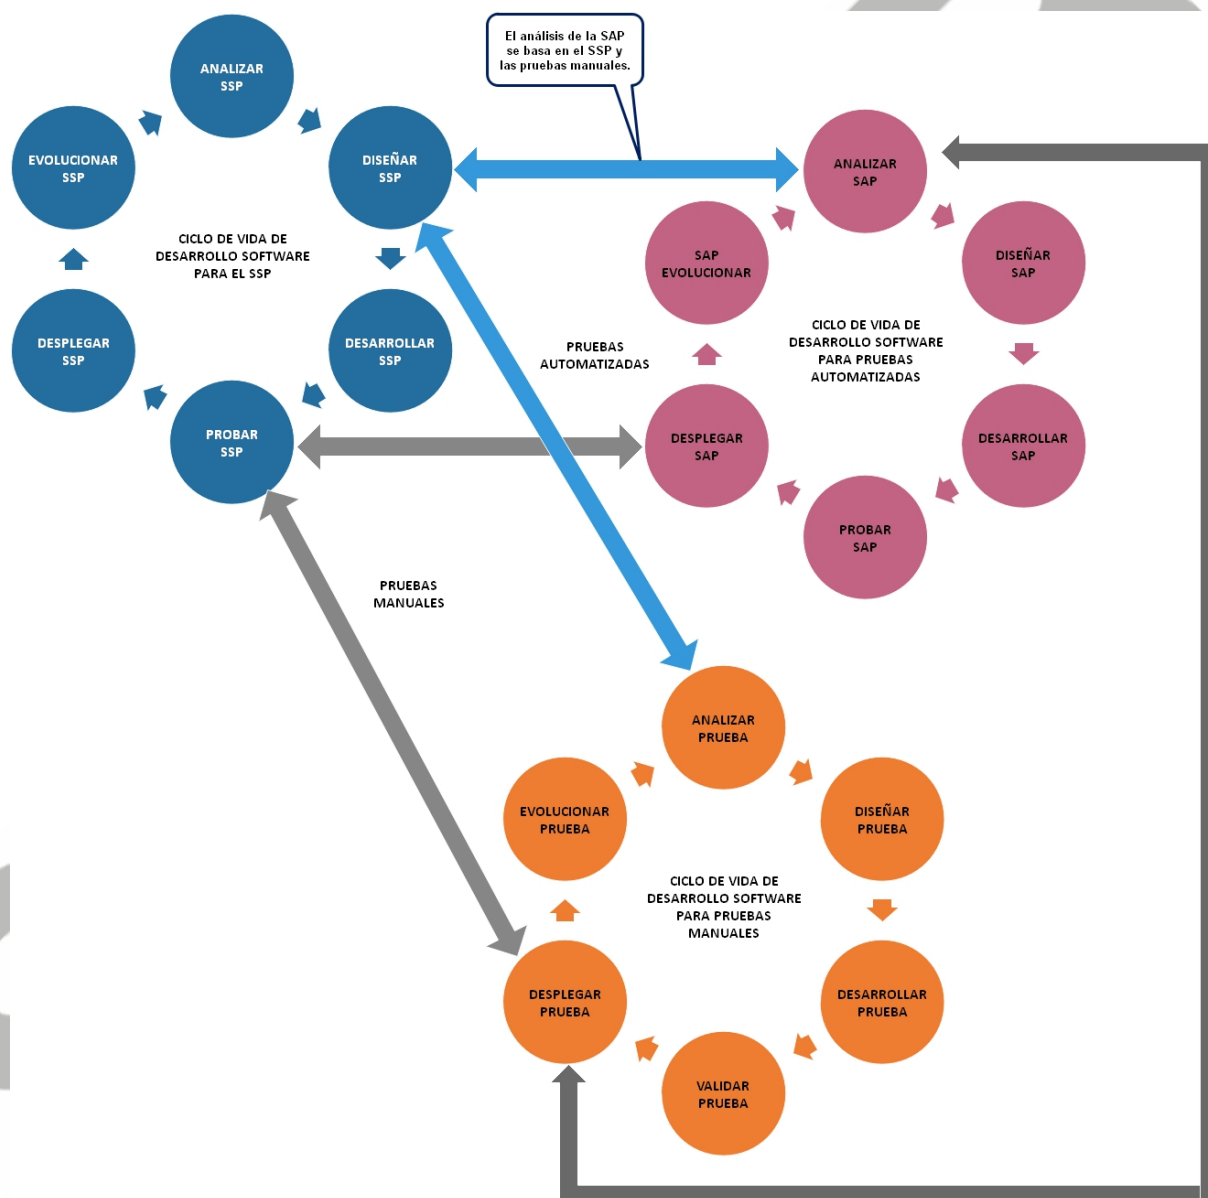 El análisis de la SAP
se basa en el SSP y
las pruebas manuales.
ANALIZAR
SSP
EVOLUCIONAR
SSP
DISEÑAR
SSP
CICLO DE VIDA DE
DESARROLLO SOFTWARE
PARA EL SSP
DESPLEGAR
SSP
DESARROLLAR
SSP
PROBAR
SSP
ANALIZAR
SAP
SAP
EVOLUCIONAR
DISEÑAR
SAP
CICLO DE VIDA DE
DESARROLLO SOFTWARE
PARA PRUEBAS
AUTOMATIZADAS
PRUEBAS
AUTOMATIZADAS
DESPLEGAR
SAP
DESARROLLAR
SAP
PROBAR
SAP
PRUEBAS
MANUALES
ANALIZAR
PRUEBA
EVOLUCIONAR
PRUEBA
DISEÑAR
PRUEBA
CICLO DE VIDA DE
DESARROLLO SOFTWARE
PARA PRUEBAS
MANUALES
DESPLEGAR
PRUEBA
DESARROLLAR
PRUEBA
VALIDAR
PRUEBA